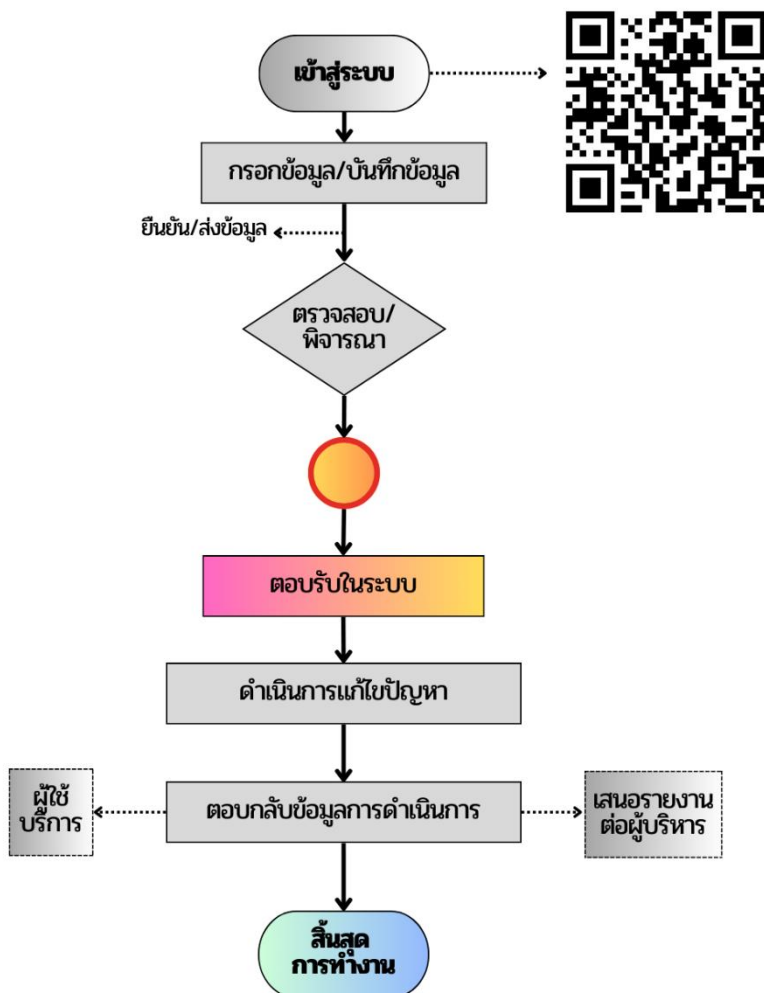 เข้าสู่ระบบ
กรอกข้อมูล/บันทึกข้อมูล
ยืนยัน/ส่งข้อมูล
ตรวจสอบ/
พิจารณา
ตอบรับในระบบ
ดำเนินการแก้ไขปัญหา
ผู้ใช้
บริการ
ตอบกลับข้อมูลการดำเนินการ
เสนอรายงาน
ต่อผู้บริหาร
สิ้นสุด
การทำงาน